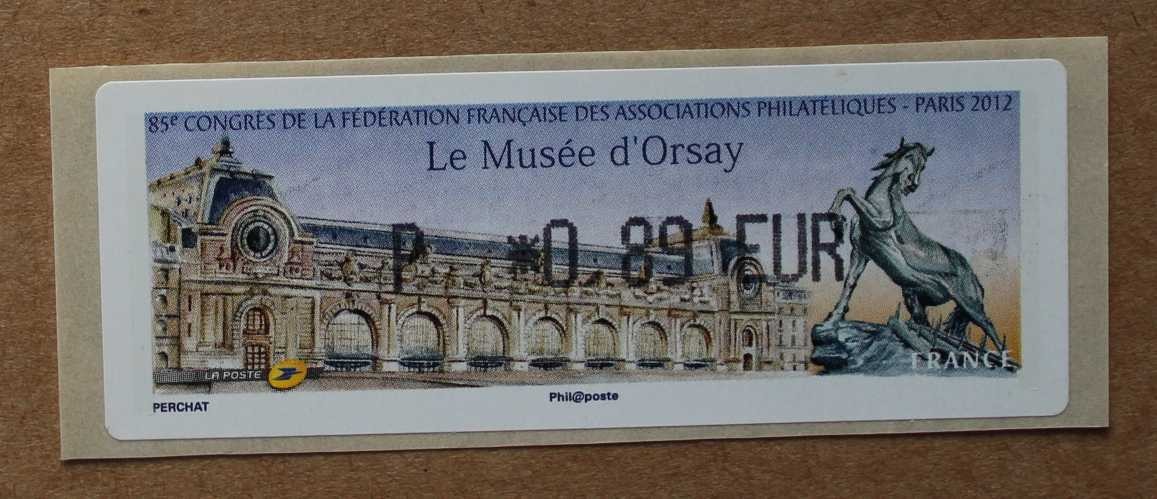 85e CONGRÈS DE LA FÉDÉRATION FRANÇAISE DES ASSOCIATIONS PHILATÉLIQUES - PARIS 2012
Le Musée d'Orsay
P *0 89 EUR
FRANCE
LA POSTE
PERCHAT
Phil@poste